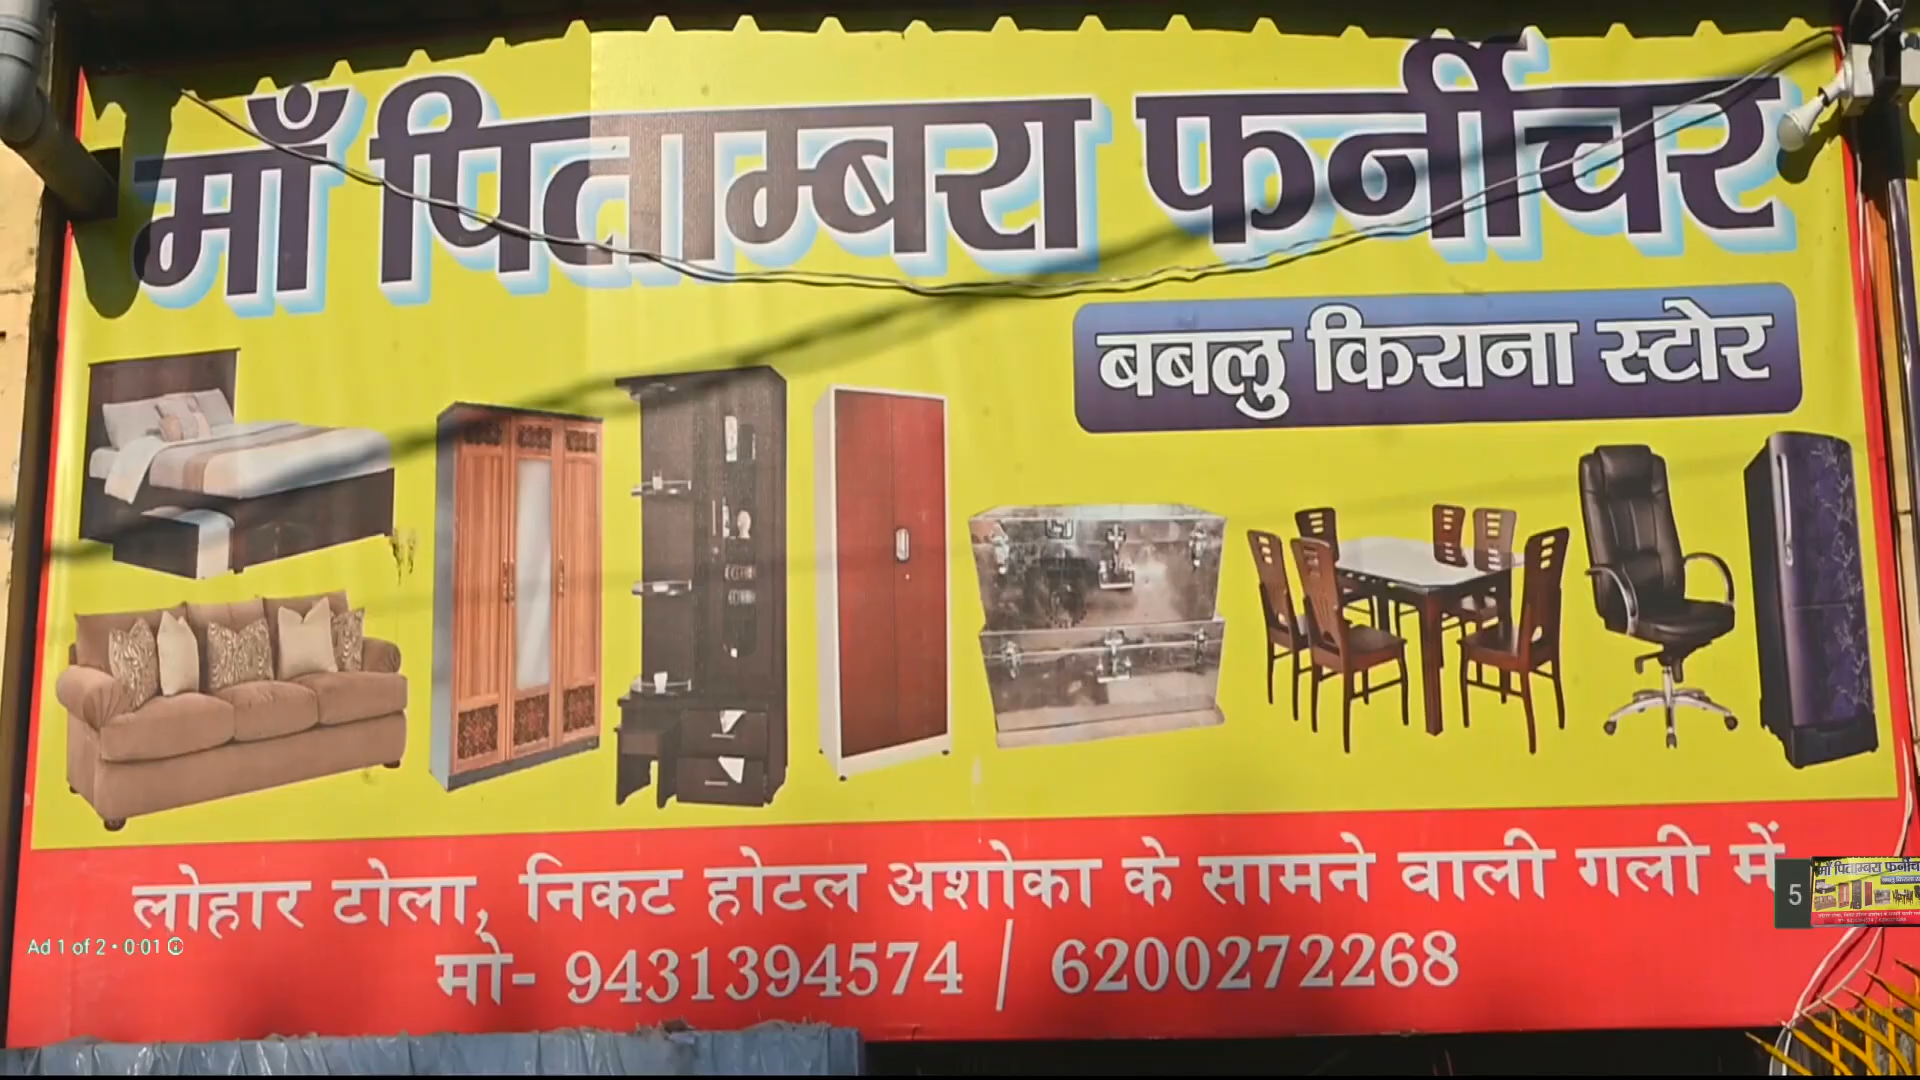 माँ पिताम्बरा फर्नीचर
बबलु किराना स्टोर
लोहार टोला, निकट होटल अशोका के सामने वाली गली में
मो- 9431394574 / 6200272268
Ad 1 of 2 • 0:01
5